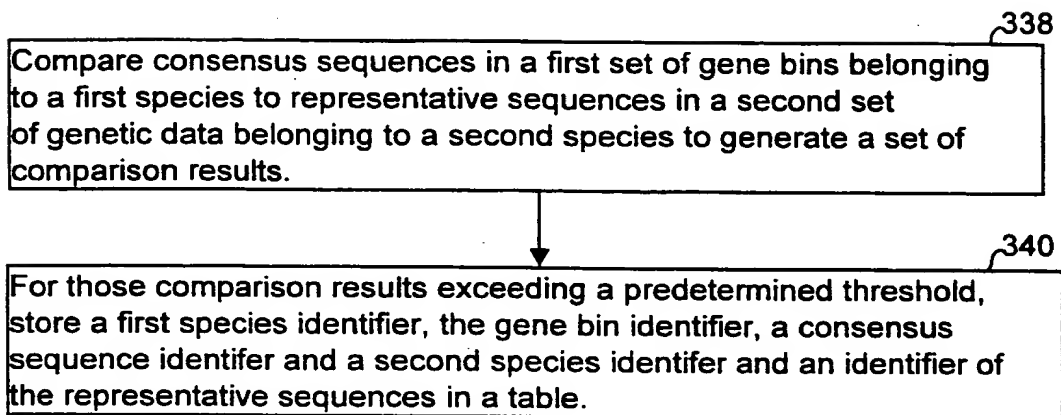 338
Compare consensus sequences in a first set of gene bins belonging
to a first species to representative sequences in a second set
of genetic data belonging to a second species to generate a set of
comparison results.
340
For those comparison results exceeding a predetermined threshold,
store a first species identifier, the gene bin identifier, a consensus
sequence identifer and a second species identifer and an identifier of
the representative sequences in a table.